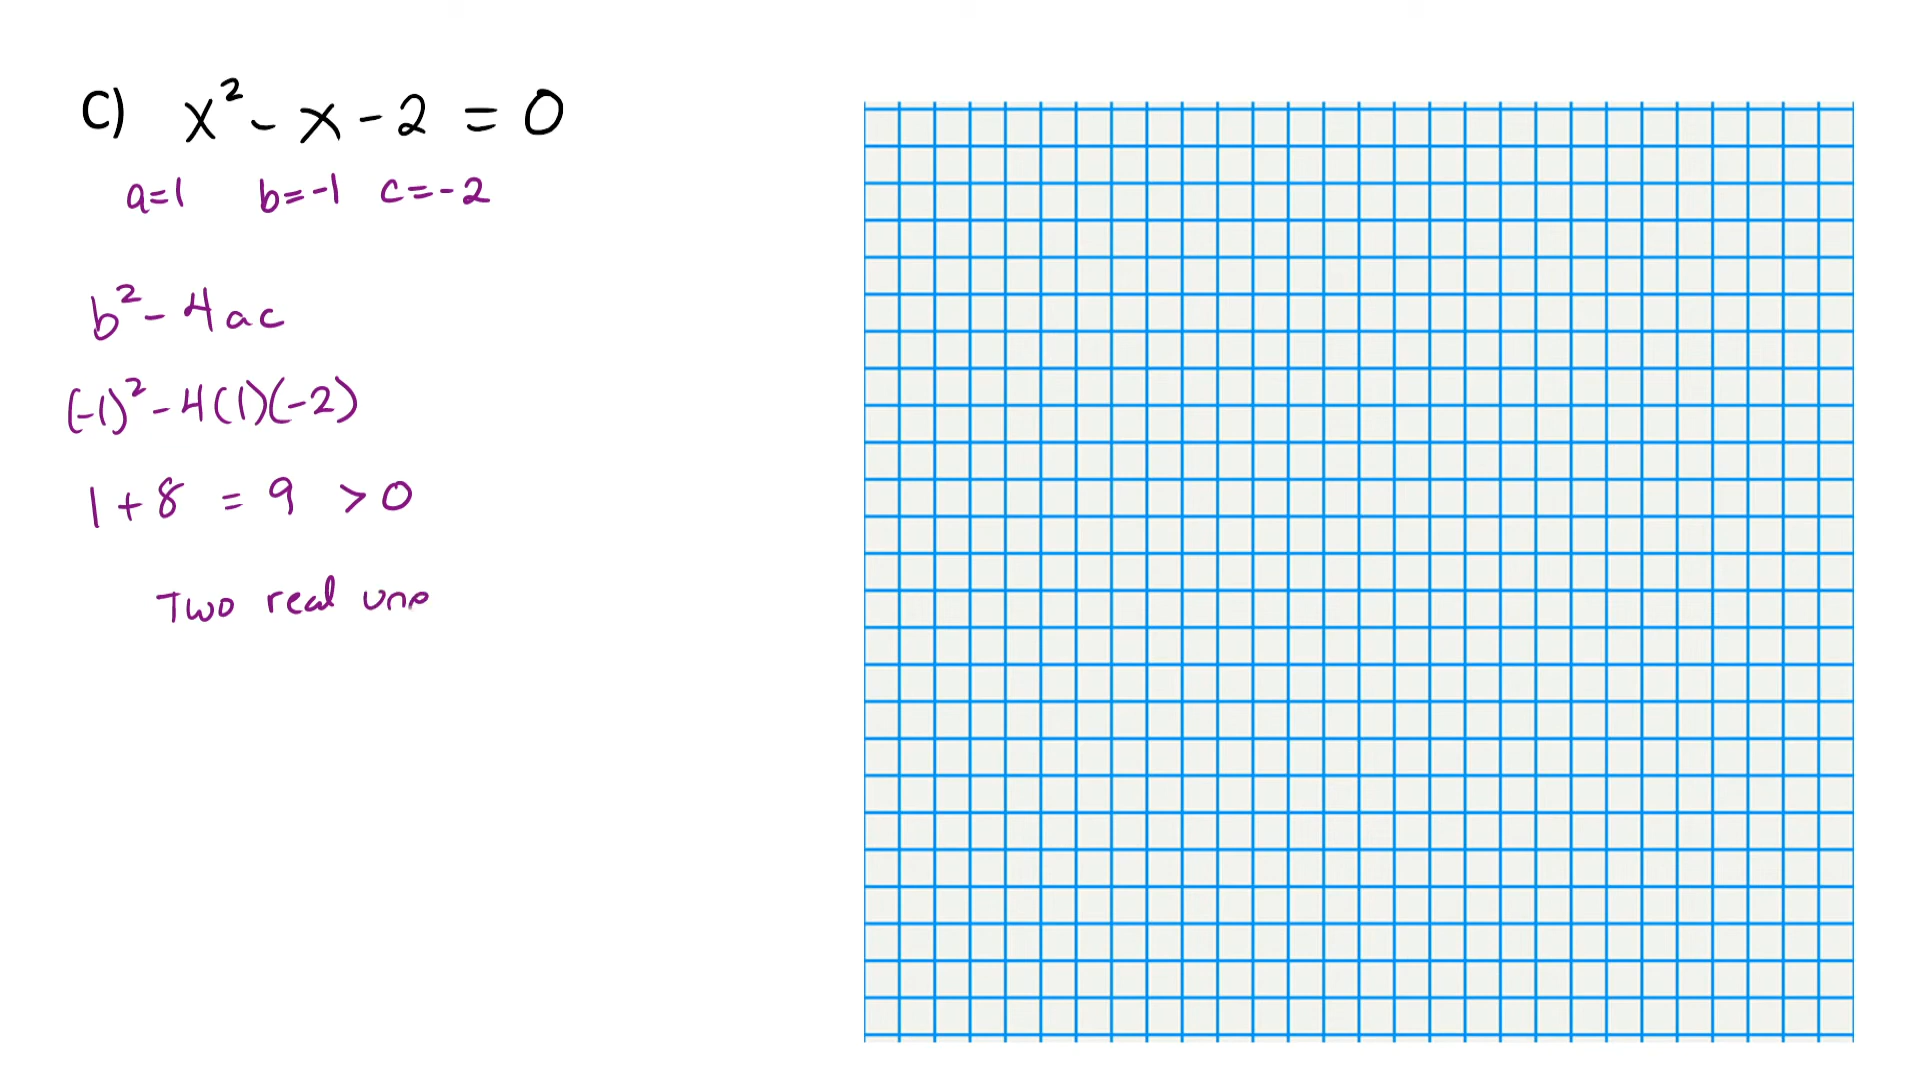 c) x² - x - 2 = 0
a=1 b=-1 c=-2
b² - 4ac
(-1)² - 4(1)(-2)
1 + 8 = 9 > 0
Two real une